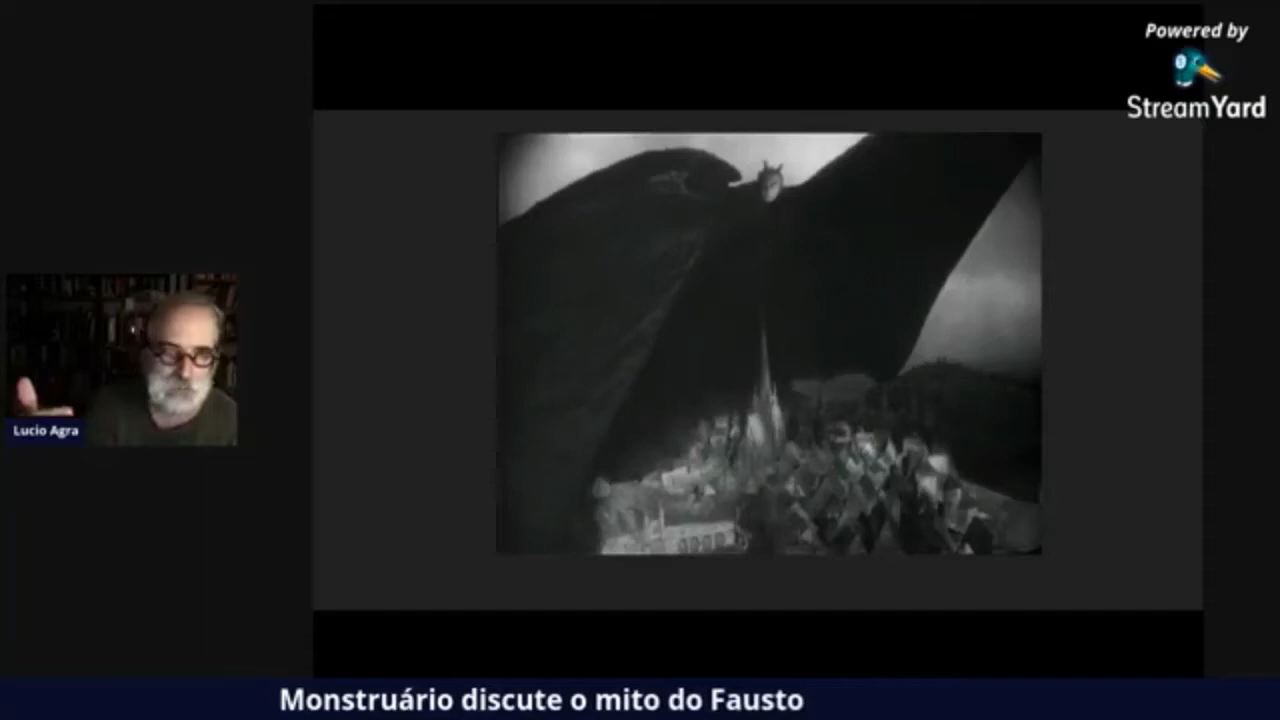 Powered by
StreamYard
Lucio Agra
Monstruário discute o mito do Fausto